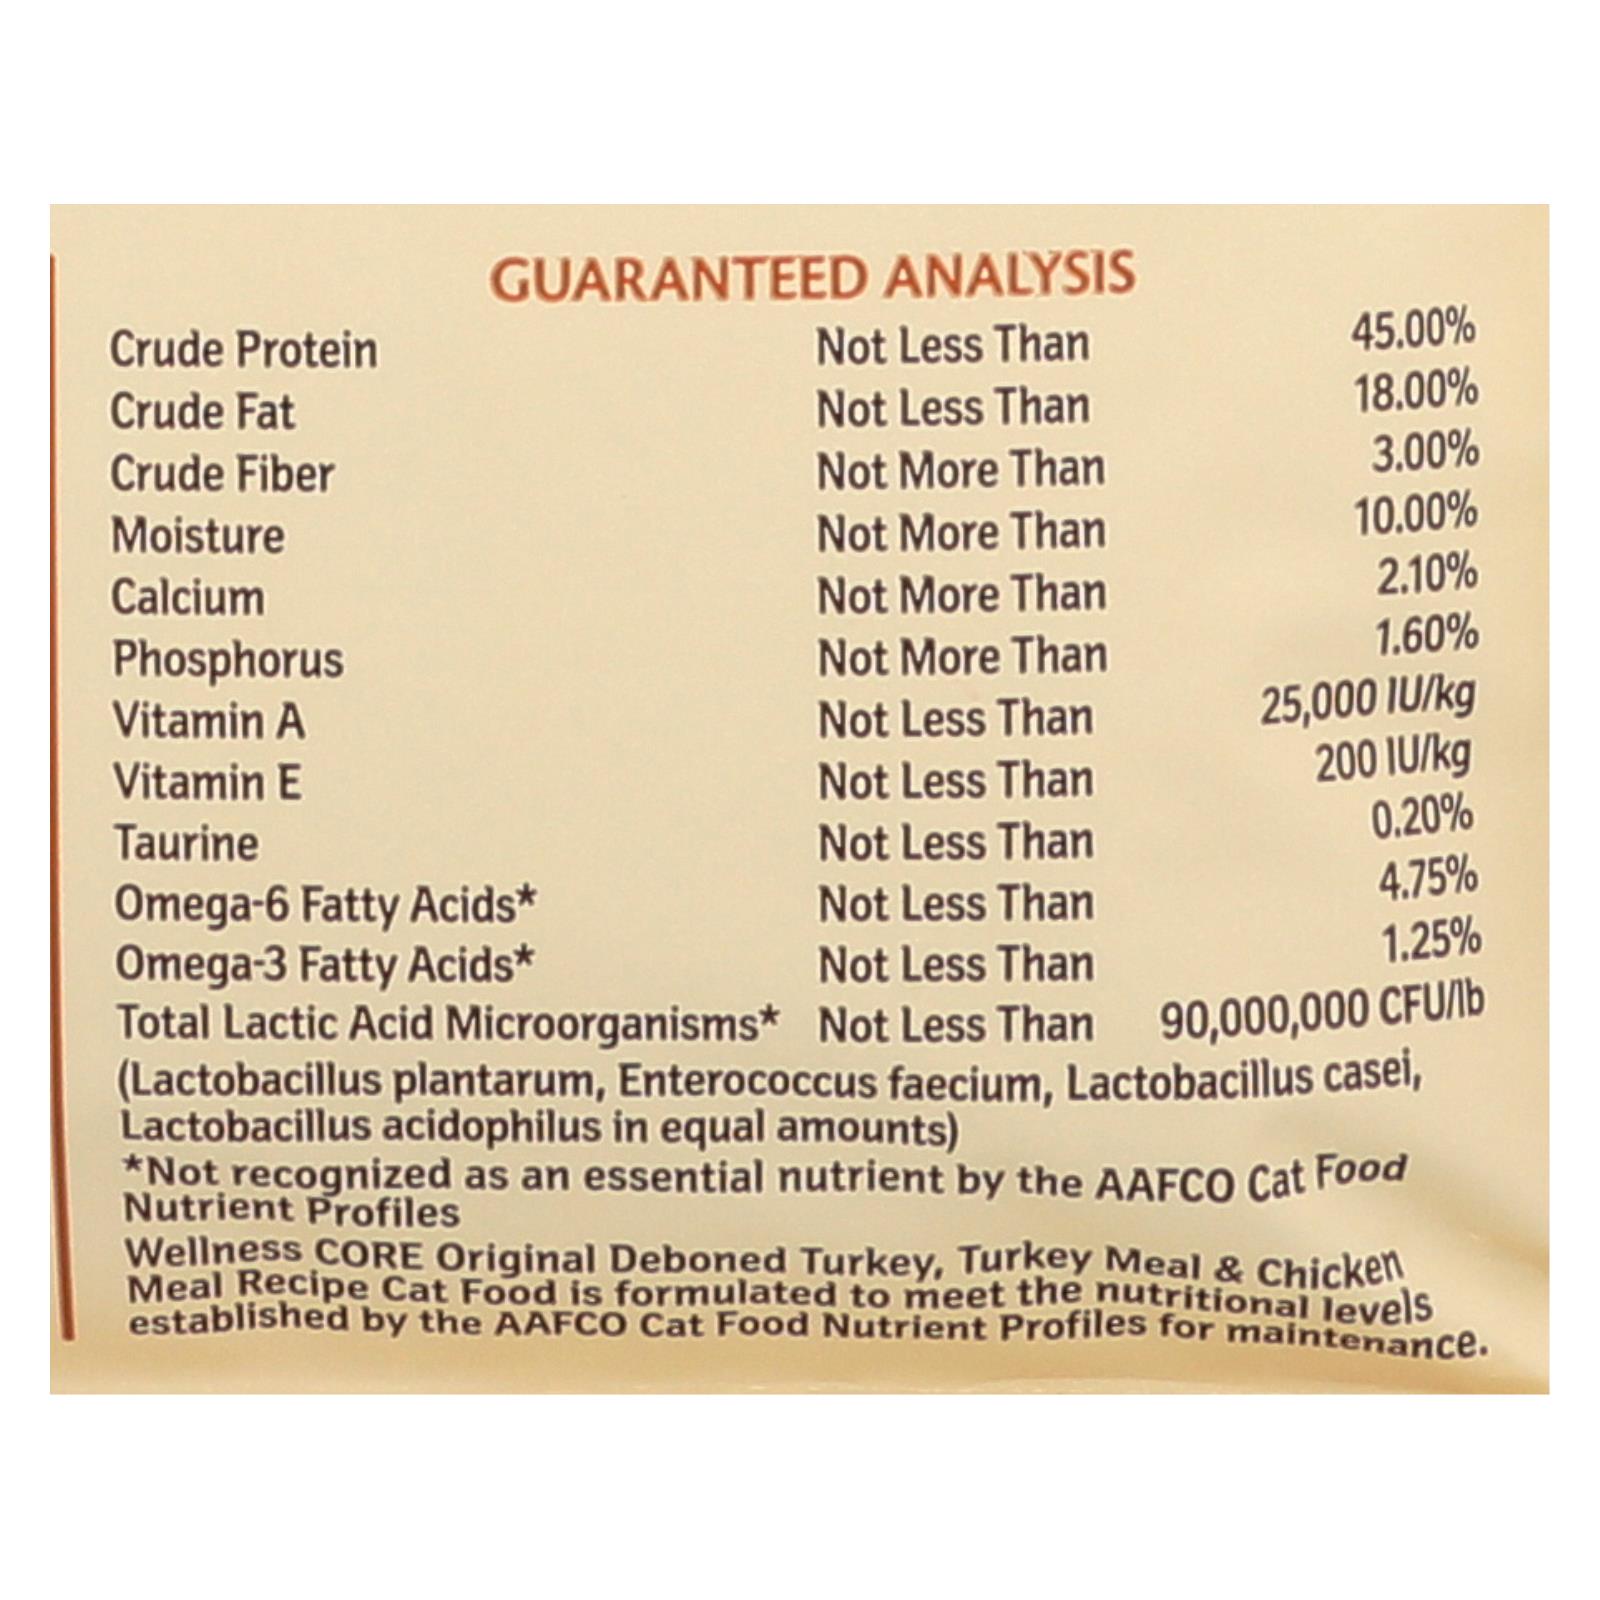 GUARANTEED ANALYSIS
Crude Protein Not Less Than 45.00%
Crude Fat Not Less Than 18.00%
Crude Fiber Not More Than 3.00%
Moisture Not More Than 10.00%
Calcium Not More Than 2.10%
Phosphorus Not More Than 1.60%
Vitamin A Not Less Than 25,000 IU/kg
Vitamin E Not Less Than 200 IU/kg
Taurine Not Less Than 0.20%
Omega-6 Fatty Acids* Not Less Than 4.75%
Omega-3 Fatty Acids* Not Less Than 1.25%
Total Lactic Acid Microorganisms* Not Less Than 90,000,000 CFU/lb
(Lactobacillus plantarum, Enterococcus faecium, Lactobacillus casei,
Lactobacillus acidophilus in equal amounts)
*Not recognized as an essential nutrient by the AAFCO Cat Food
Nutrient Profiles
Wellness CORE Original Deboned Turkey, Turkey Meal & Chicken
Meal Recipe Cat Food is formulated to meet the nutritional levels
established by the AAFCO Cat Food Nutrient Profiles for maintenance.